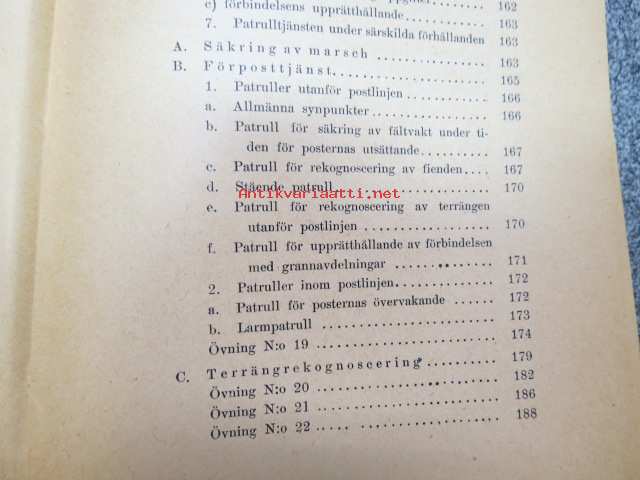 c) förbindelsens upprätthållande 162
7. Patrulltjänsten under särskilda förhållanden 163
A. Säkring av marsch 163
B. Förposttjänst 165
1. Patruller utanför postlinjen 166
a. Allmänna synpunkter 166
b. Patrull för säkring av fältvakt under ti-
den för posternas utsättande 167
c. Patrull för rekognoscering av fienden 167
d. Stående patrull 170
Antikvariaatti.net
e. Patrull för rekognoscering av terrängen
utanför postlinjen 170
f. Patrull för upprätthållande av förbindelsen
med grannavdelningar 171
2. Patruller inom postlinjen 172
a. Patrull för posternas övervakande 172
b. Larmpatrull 173
Övning N:o 19 174
C. Terrängrekognoscering 179
Övning N:o 20 182
Övning N:o 21 186
Övning N:o 22 188